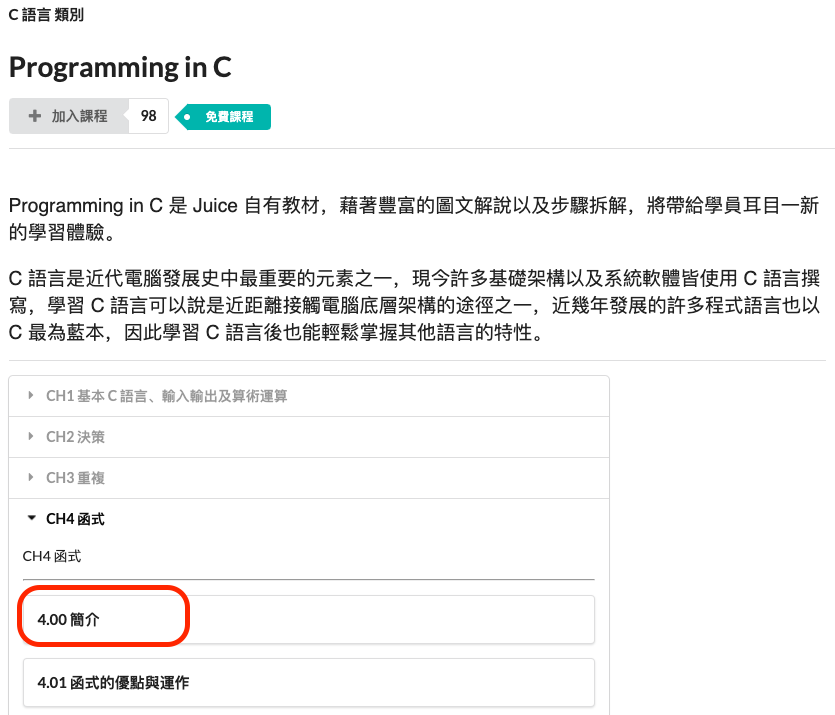 C 語言 類別
Programming in C
加入課程 98 免費課程
Programming in C 是 Juice 自有教材，藉著豐富的圖文解說以及步驟拆解，將帶給學員耳目一新
的學習體驗。
C 語言是近代電腦發展史中最重要的元素之一，現今許多基礎架構以及系統軟體皆使用 C 語言撰
寫，學習 C 語言可以說是近距離接觸電腦底層架構的途徑之一，近幾年發展的許多程式語言也以
C 最為藍本，因此學習 C 語言後也能輕鬆掌握其他語言的特性。
CH1 基本 C 語言、輸入輸出及算術運算
CH2 決策
CH3 重複
CH4 函式
CH4 函式
4.00 簡介
4.01 函式的優點與運作